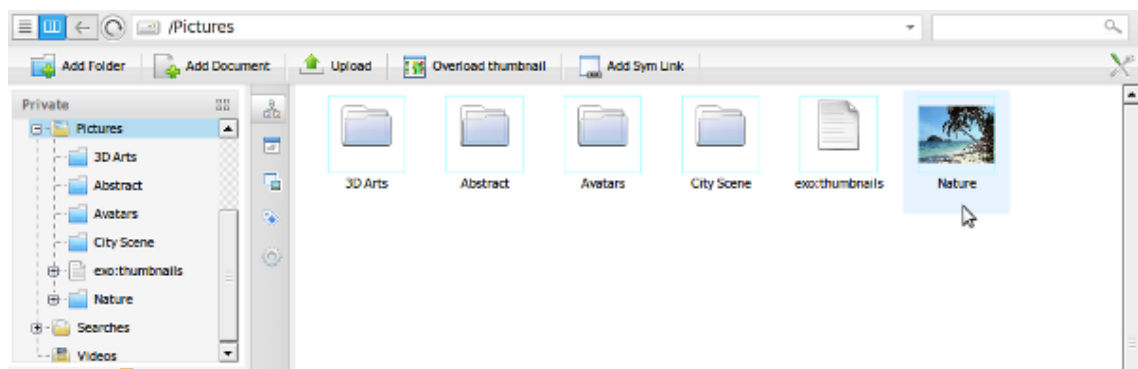 /Pictures
Add Folder Add Document Upload Overload thumbnail Add Sym Link
Private
Pictures
3D Arts
Abstract
Avatars
City Scene
exo:thumbnails
Nature
Searches
Videos
3D Arts Abstract Avatars City Scene exo:thumbnails Nature